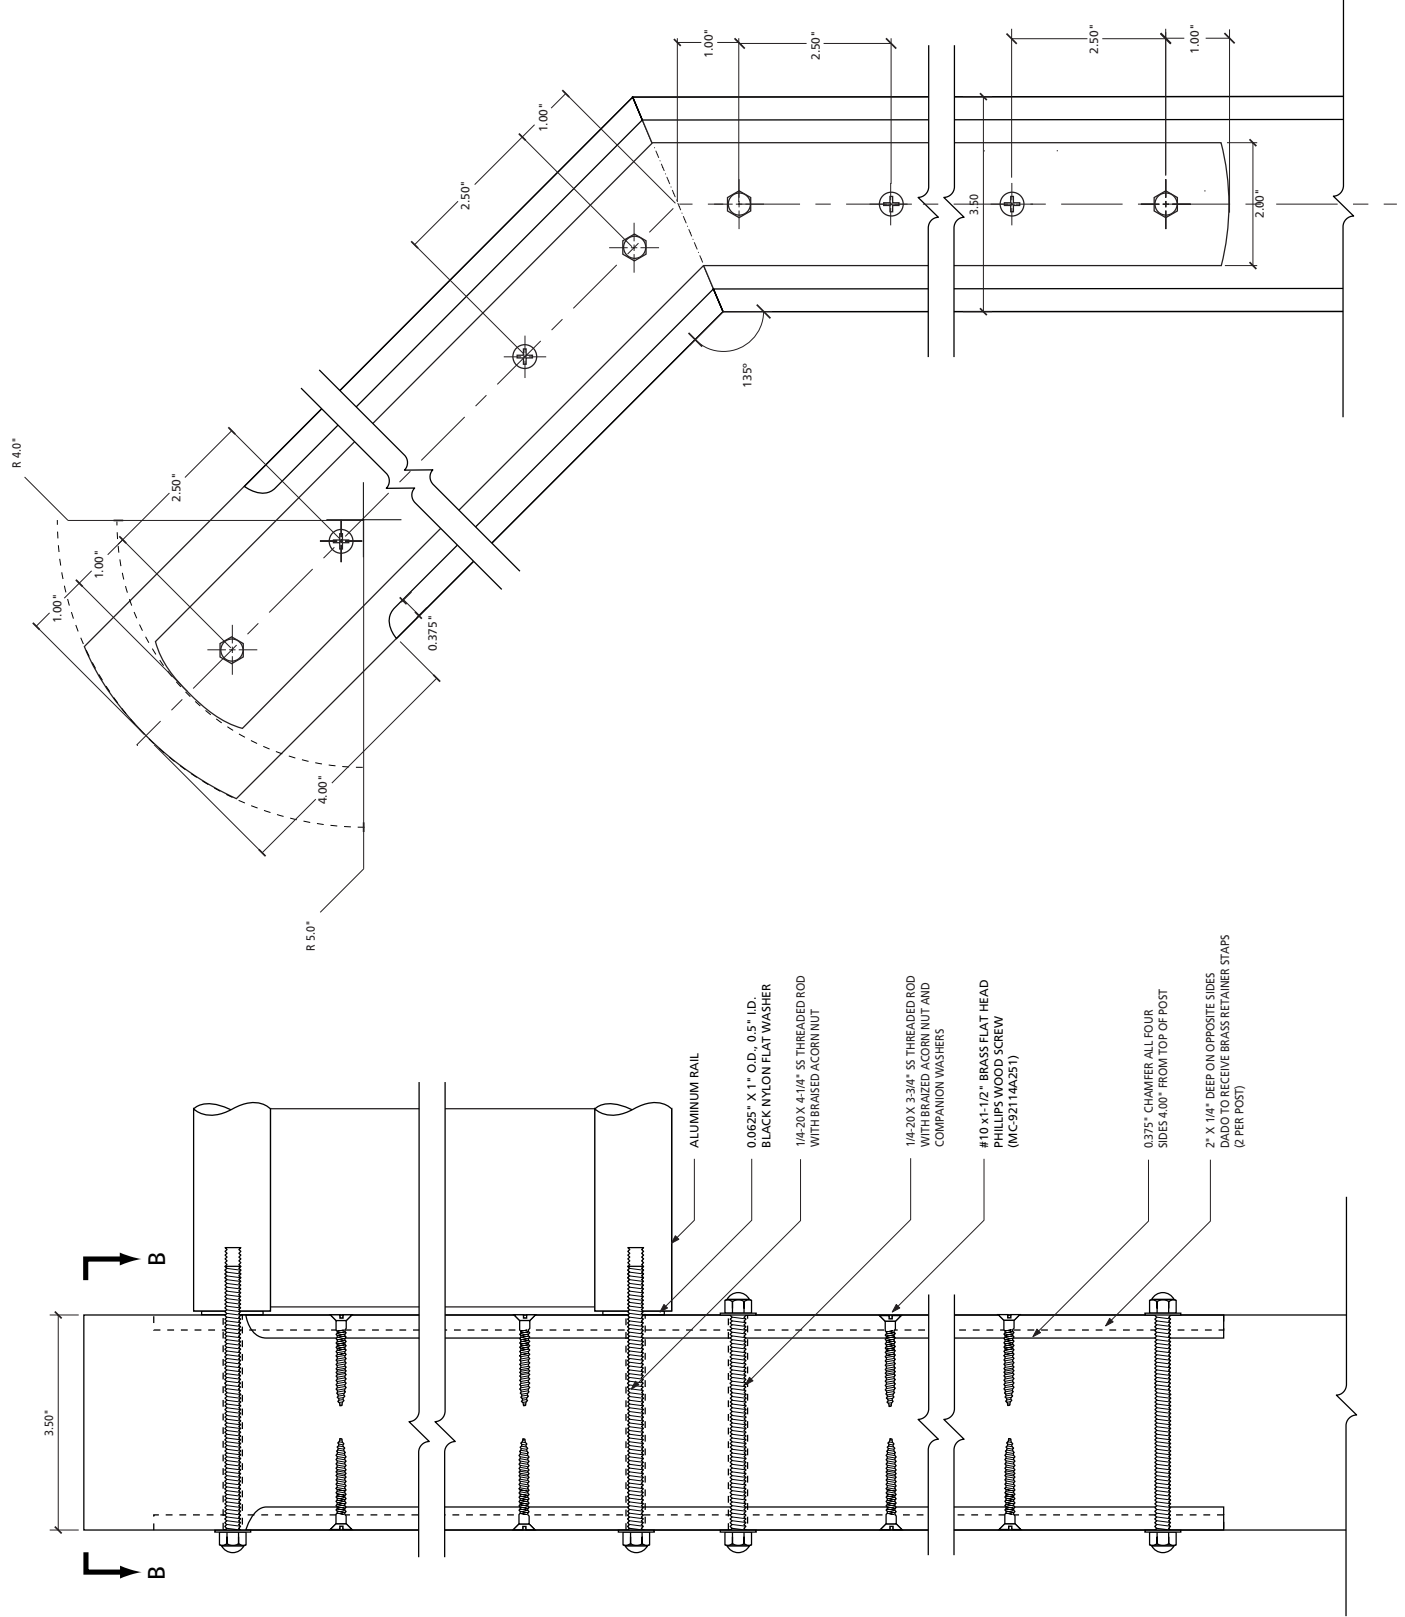 1.00"
2.50"
2.50"
1.00"
1.00"
2.50"
3.50
2.00"
135º
R 4.0"
2.50"
1.00"
1.00"
0.375"
4.00"
R 5.0"
ALUMINUM RAIL
0.0625" X 1" O.D., 0.5" I.D.
BLACK NYLON FLAT WASHER
1/4-20 X 4-1/4" SS THREADED ROD
WITH BRAISED ACORN NUT
1/4-20 X 3-3/4" SS THREADED ROD
WITH BRAIZED ACORN NUT AND
COMPANION WASHERS
#10 x1-1/2" BRASS FLAT HEAD
PHILLIPS WOOD SCREW
(MC-92114A251)
0.375" CHAMFER ALL FOUR
SIDES 4.00" FROM TOP OF POST
2" X 1/4" DEEP ON OPPOSITE SIDES
DADO TO RECEIVE BRASS RETAINER STAPS
(2 PER POST)
B
3.50"
B